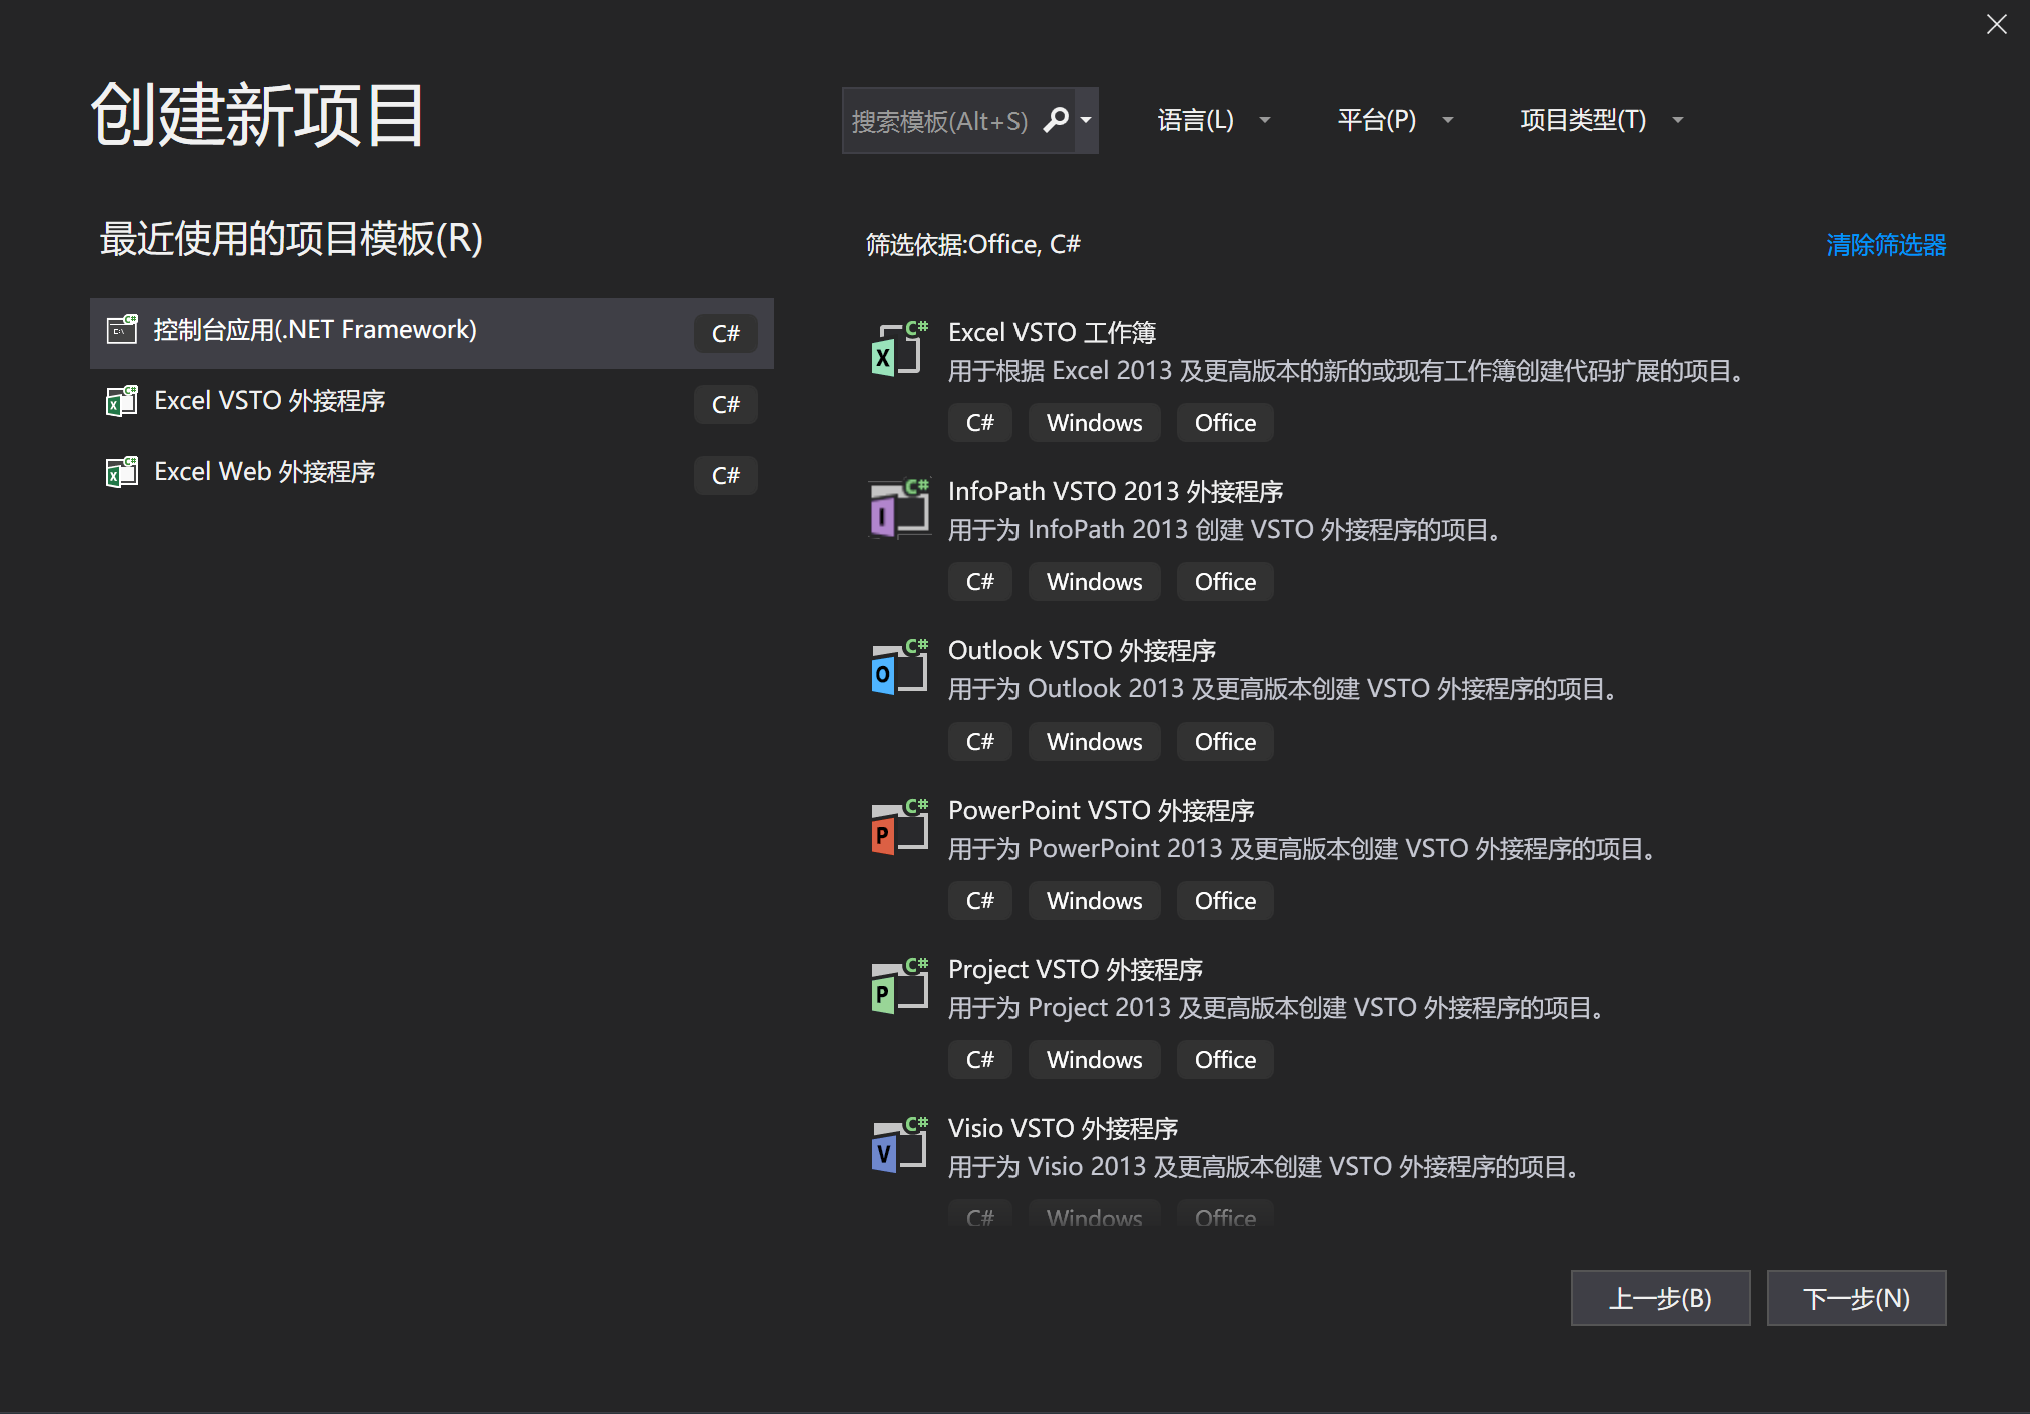 创建新项目
搜索模板(Alt+S)
语言(L)
平台(P)
项目类型(T)
最近使用的项目模板(R)
控制台应用(.NET Framework)
C#
Excel VSTO 外接程序
C#
Excel Web 外接程序
C#
筛选依据:Office, C#
清除筛选器
Excel VSTO 工作簿
用于根据 Excel 2013 及更高版本的新的或现有工作簿创建代码扩展的项目。
C# Windows Office
InfoPath VSTO 2013 外接程序
用于为 InfoPath 2013 创建 VSTO 外接程序的项目。
C# Windows Office
Outlook VSTO 外接程序
用于为 Outlook 2013 及更高版本创建 VSTO 外接程序的项目。
C# Windows Office
PowerPoint VSTO 外接程序
用于为 PowerPoint 2013 及更高版本创建 VSTO 外接程序的项目。
C# Windows Office
Project VSTO 外接程序
用于为 Project 2013 及更高版本创建 VSTO 外接程序的项目。
C# Windows Office
Visio VSTO 外接程序
用于为 Visio 2013 及更高版本创建 VSTO 外接程序的项目。
C# Windows Office
上一步(B)
下一步(N)